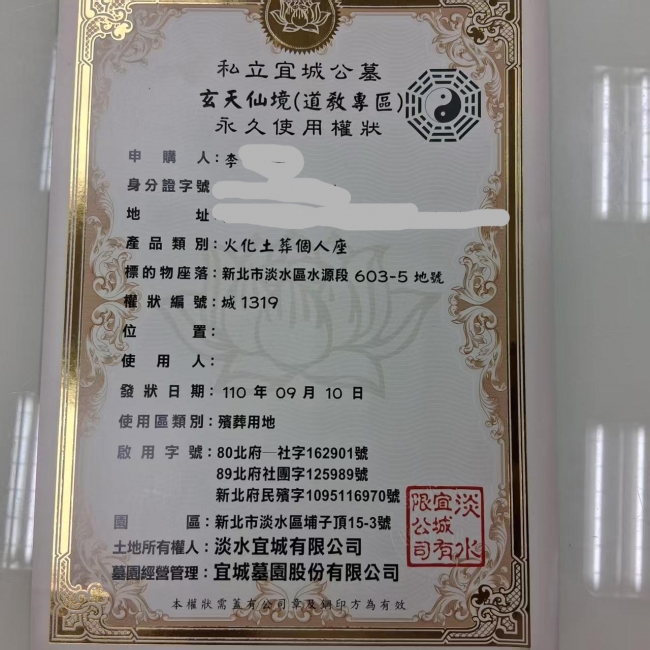 私立宜城公墓
玄天仙境(道教專區)
永久使用權狀
申購人：李
身分證字號
地址
產品類別：火化土葬個人座
標的物座落：新北市淡水區水源段 603-5 地號
權狀編號：城 1319
位置：
使用人：
發狀日期：110 年 09 月 10 日
使用區類別：殯葬用地
啟用字號：80北府一社字162901號
89北府社團字125989號
新北府民殯字1095116970號
園區：新北市淡水區埔子頂15-3號
土地所有權人：淡水宜城有限公司
墓園經營管理：宜城墓園股份有限公司
淡水宜城有限公司
本權狀需蓋有公司章及鋼印方為有效